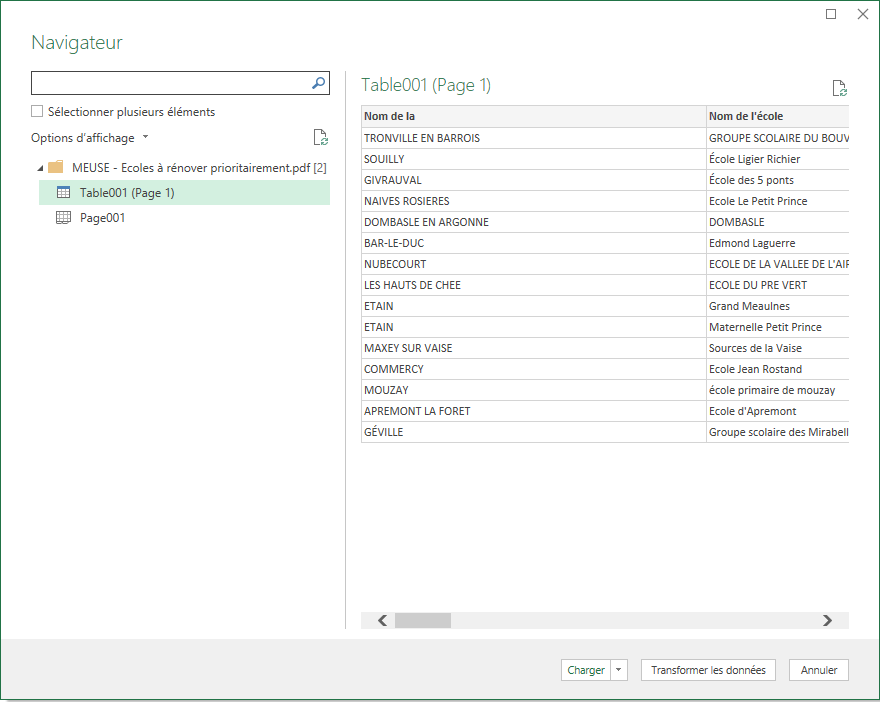 Navigateur
Sélectionner plusieurs éléments
Options d'affichage
MEUSE - Ecoles à rénover prioritairement.pdf [2]
Table001 (Page 1)
Page001
Table001 (Page 1)
Nom de la Nom de l'école
TRONVILLE EN BARROIS GROUPE SCOLAIRE DU BOUV
SOUILLY École Ligier Richier
GIVRAUVAL École des 5 ponts
NAIVES ROSIERES Ecole Le Petit Prince
DOMBASLE EN ARGONNE DOMBASLE
BAR-LE-DUC Edmond Laguerre
NUBECOURT ECOLE DE LA VALLEE DE L'AIR
LES HAUTS DE CHEE ECOLE DU PRE VERT
ETAIN Grand Meaulnes
ETAIN Maternelle Petit Prince
MAXEY SUR VAISE Sources de la Vaise
COMMERCY Ecole Jean Rostand
MOUZAY école primaire de mouzay
APREMONT LA FORET Ecole d'Apremont
GÉVILLE Groupe scolaire des Mirabell
Charger Transformer les données Annuler